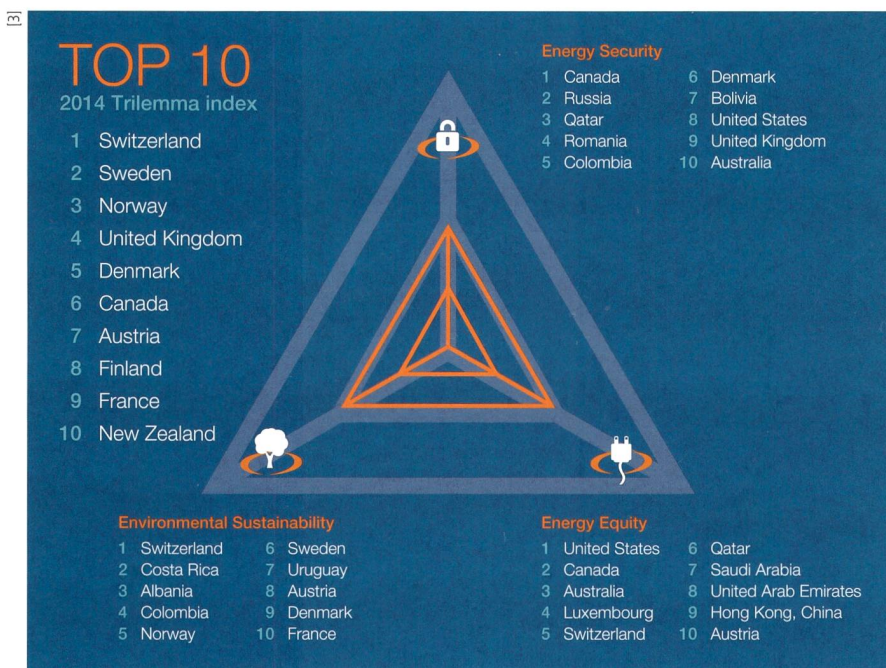 [3]
TOP 10
2014 Trilemma index
1 Switzerland
2 Sweden
3 Norway
4 United Kingdom
5 Denmark
6 Canada
7 Austria
8 Finland
9 France
10 New Zealand
Energy Security
1 Canada
2 Russia
3 Qatar
4 Romania
5 Colombia
6 Denmark
7 Bolivia
8 United States
9 United Kingdom
10 Australia
Environmental Sustainability
1 Switzerland
2 Costa Rica
3 Albania
4 Colombia
5 Norway
6 Sweden
7 Uruguay
8 Austria
9 Denmark
10 France
Energy Equity
1 United States
2 Canada
3 Australia
4 Luxembourg
5 Switzerland
6 Qatar
7 Saudi Arabia
8 United Arab Emirates
9 Hong Kong, China
10 Austria